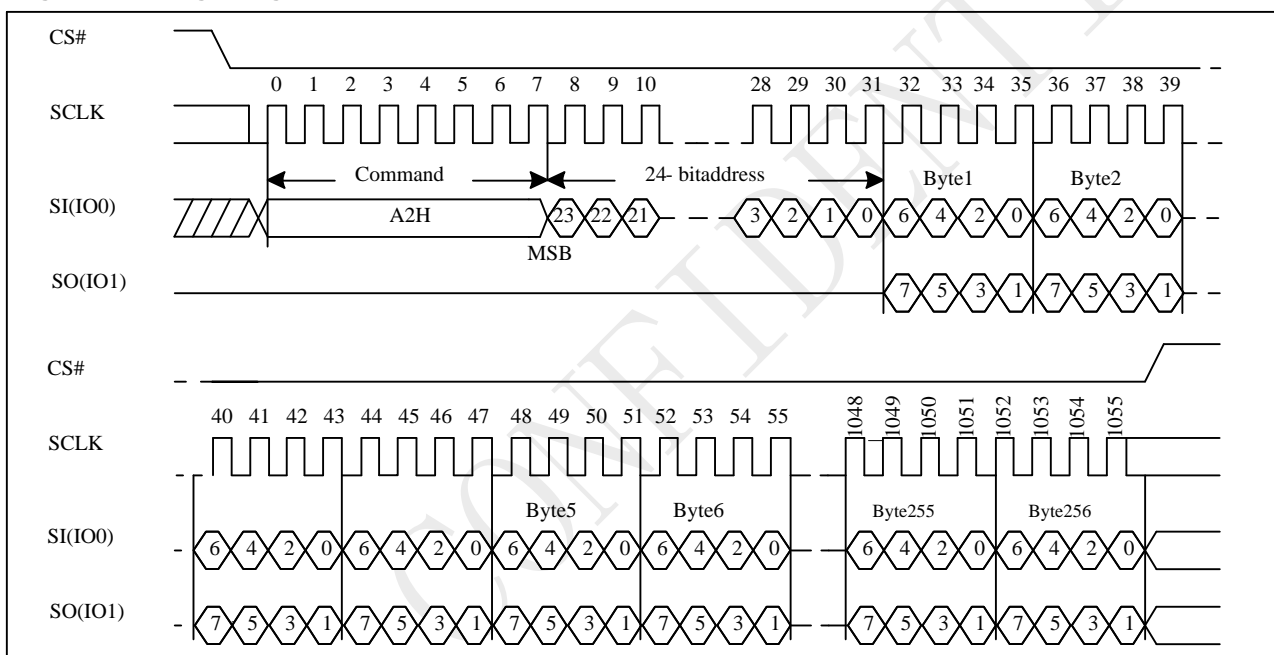 CS#
0 1 2 3 4 5 6 7 8 9 10 28 29 30 31 32 33 34 35 36 37 38 39
SCLK
Command 24- bitaddress Byte1 Byte2
SI(IO0) A2H 23 22 21 3 2 1 0 6 4 2 0 6 4 2 0
MSB
SO(IO1) 7 5 3 1 7 5 3 1
CS#
40 41 42 43 44 45 46 47 48 49 50 51 52 53 54 55 1048 1049 1050 1051 1052 1053 1054 1055
SCLK
Byte5 Byte6 Byte255 Byte256
SI(IO0) 6 4 2 0 6 4 2 0 6 4 2 0 6 4 2 0 6 4 2 0 6 4 2 0
SO(IO1) 7 5 3 1 7 5 3 1 7 5 3 1 7 5 3 1 7 5 3 1 7 5 3 1
CONFIDENT